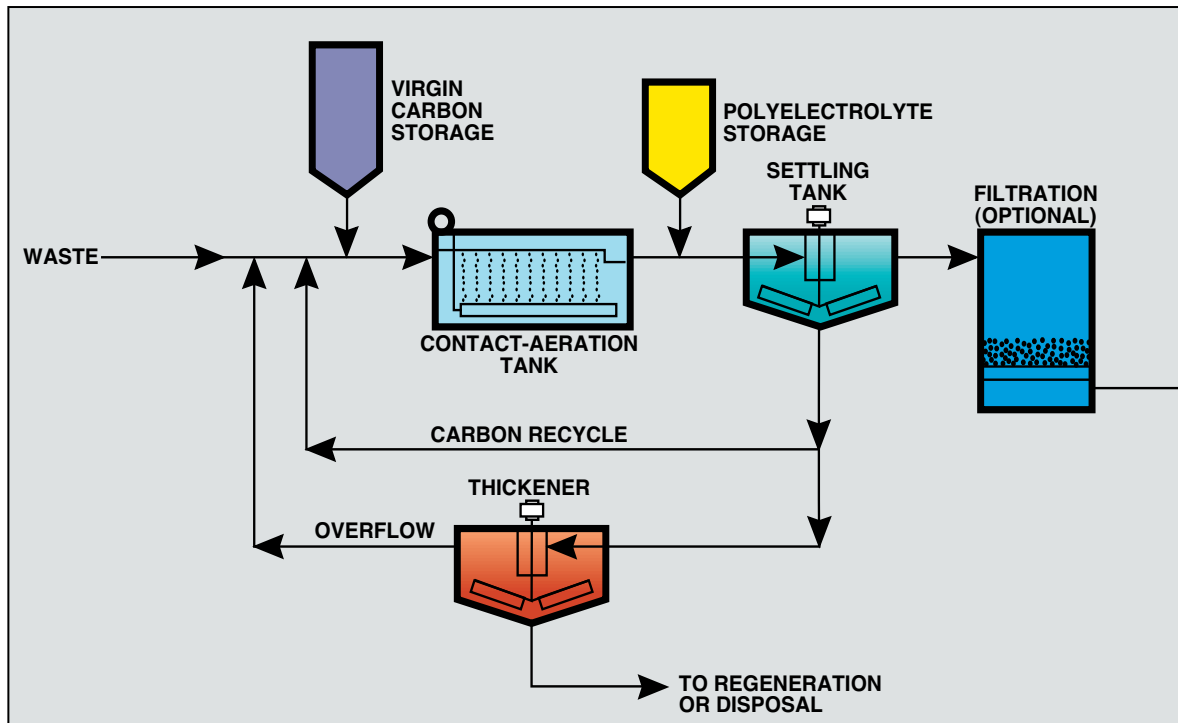 VIRGIN
CARBON
STORAGE
POLYELECTROLYTE
STORAGE
SETTLING
TANK
FILTRATION
(OPTIONAL)
WASTE
CONTACT-AERATION
TANK
CARBON RECYCLE
THICKENER
OVERFLOW
TO REGENERATION
OR DISPOSAL